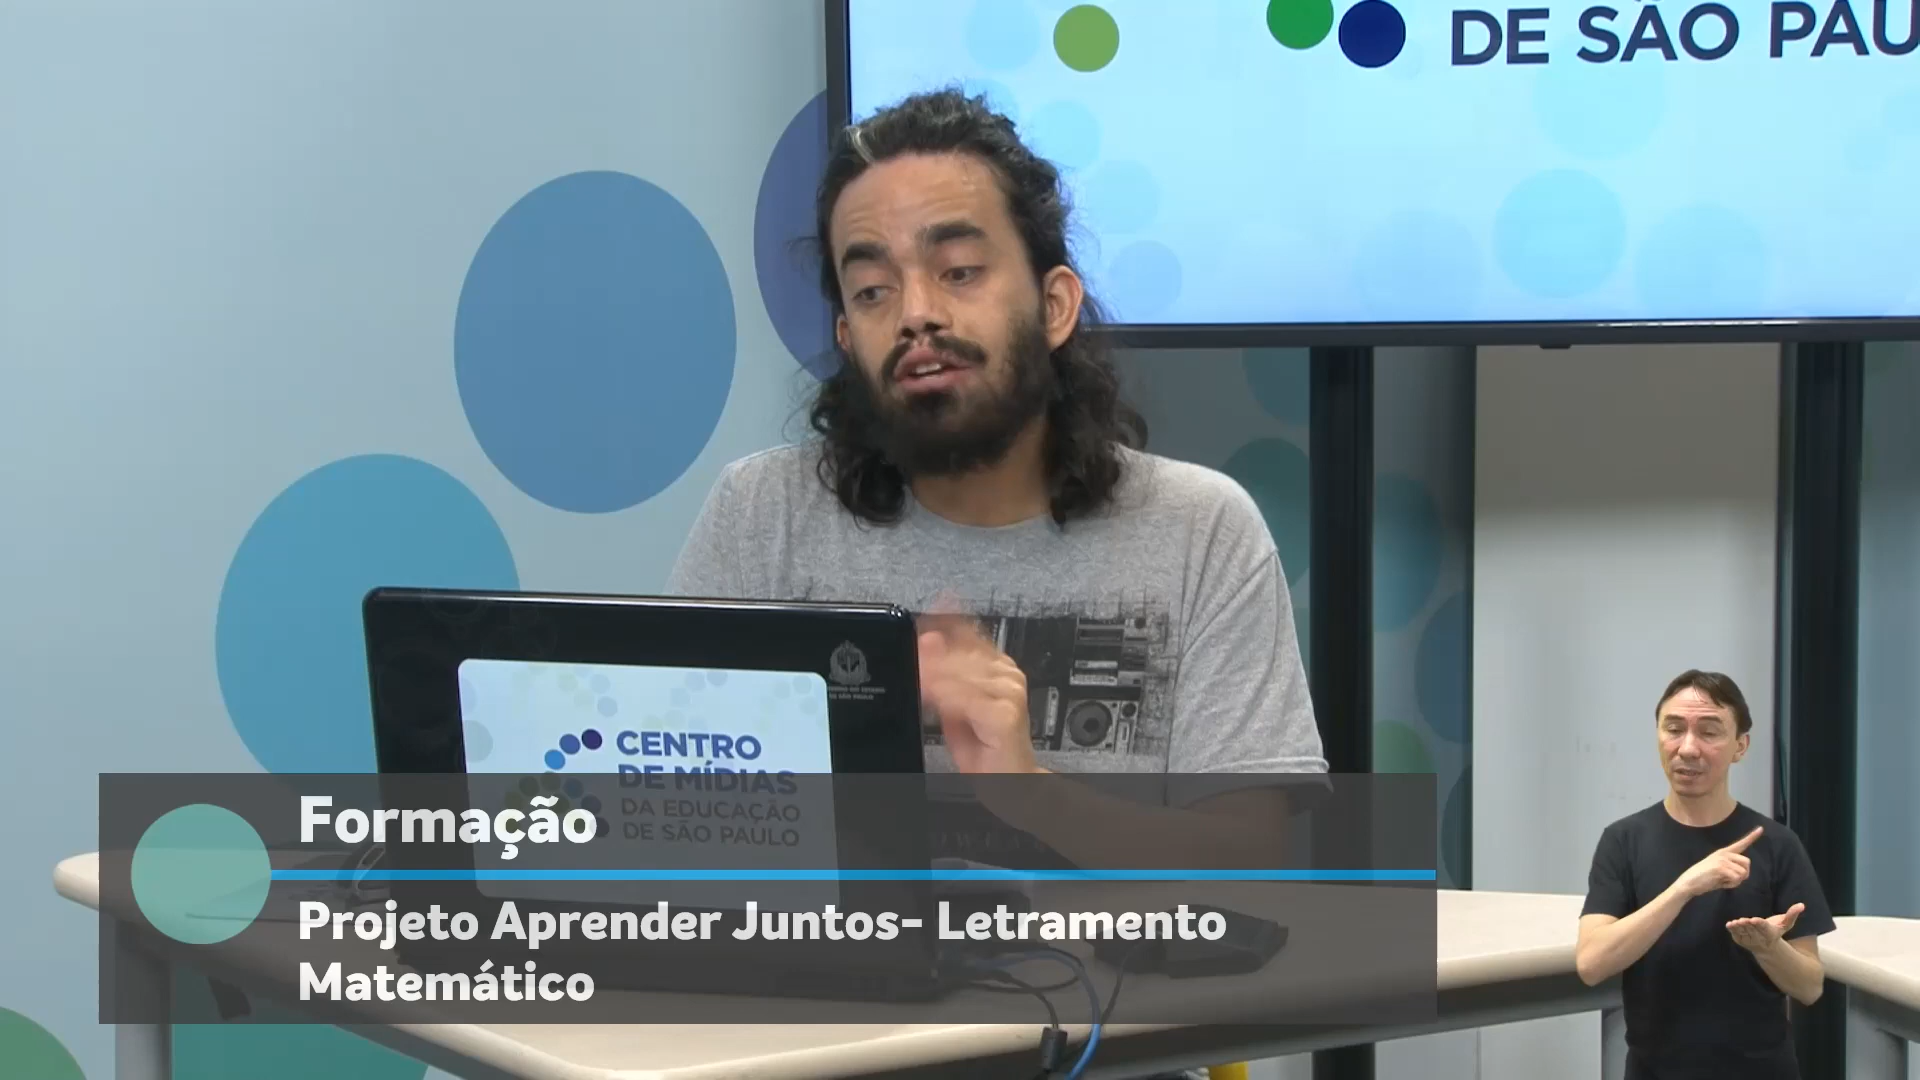 DE SÃO PAU
CENTRO
DE MÍDIAS
DA EDUCAÇÃO
DE SÃO PAULO
Formação
Projeto Aprender Juntos- Letramento
Matemático